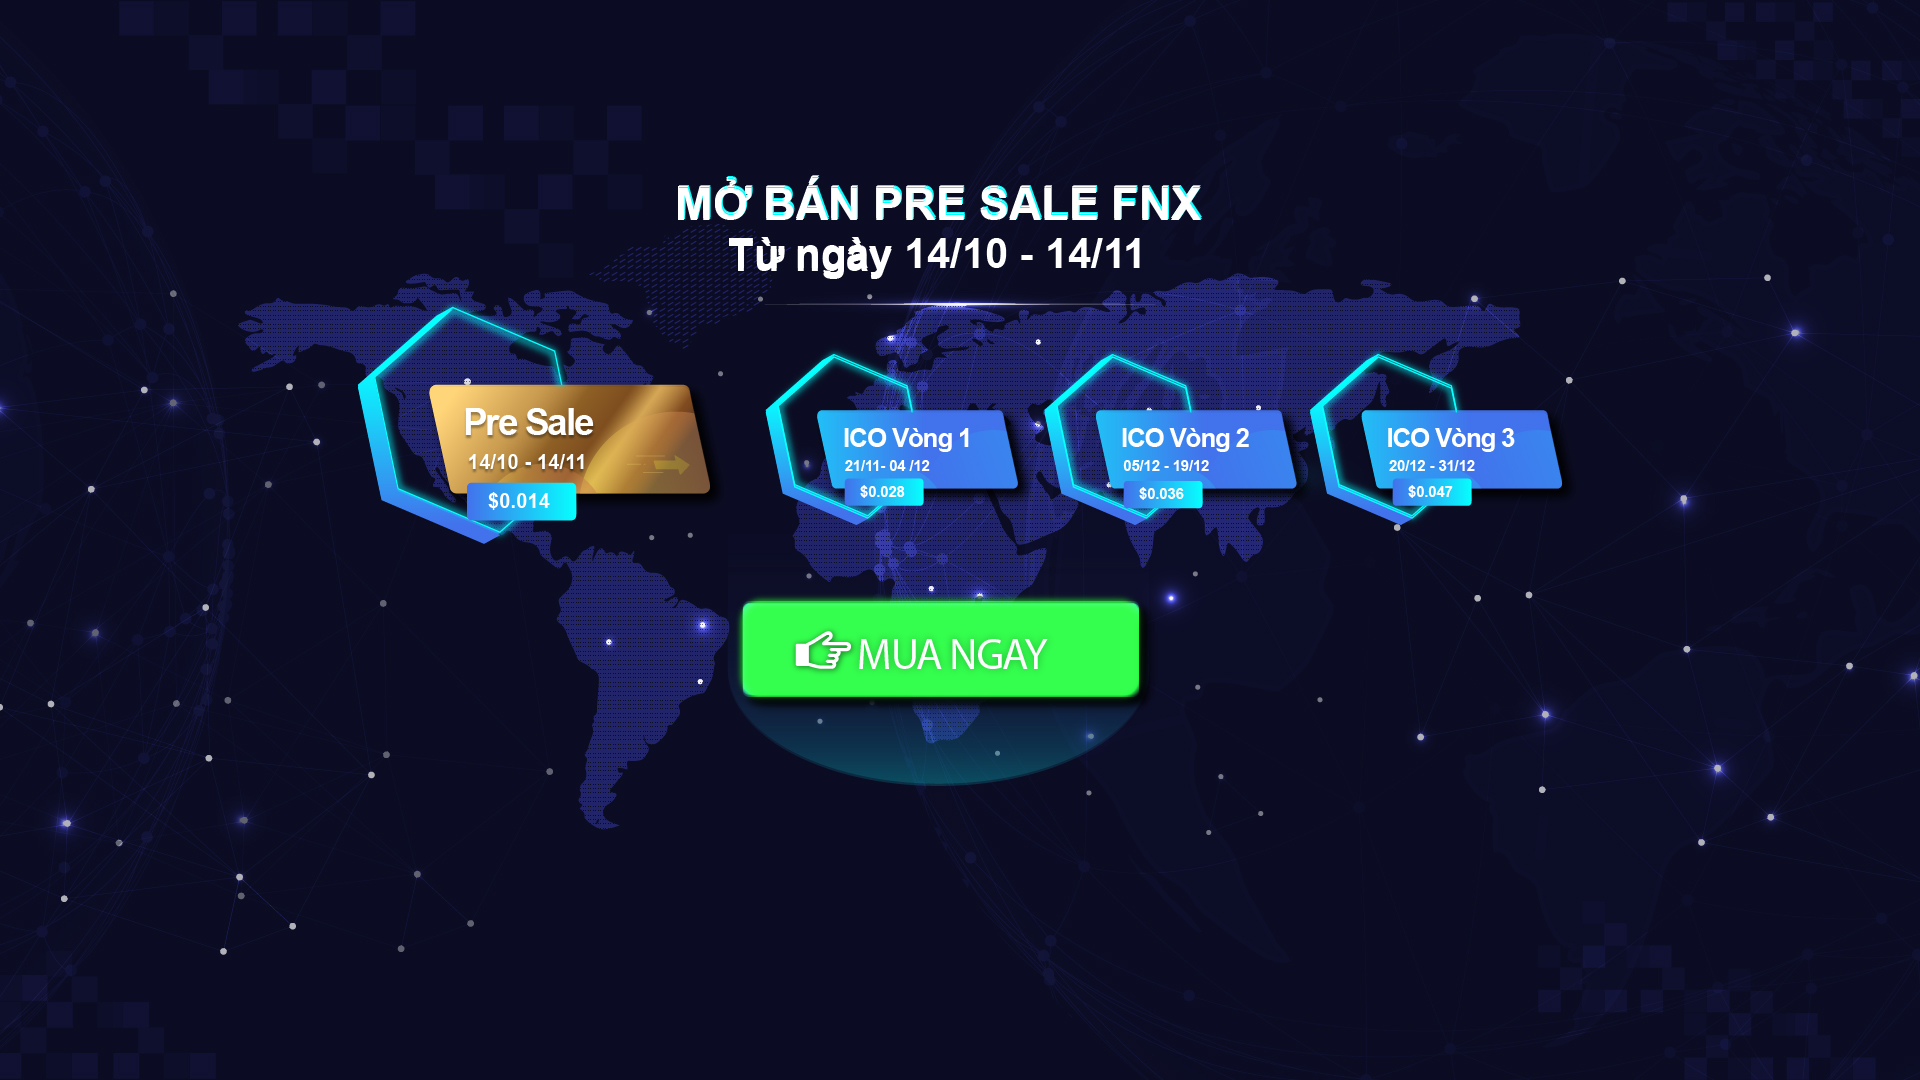 MỞ BÁN PRE SALE FNX
Từ ngày 14/10 - 14/11
Pre Sale
14/10 - 14/11
$0.014
ICO Vòng 1
21/11- 04 /12
$0.028
ICO Vòng 2
05/12 - 19/12
$0.036
ICO Vòng 3
20/12 - 31/12
$0.047
MUA NGAY